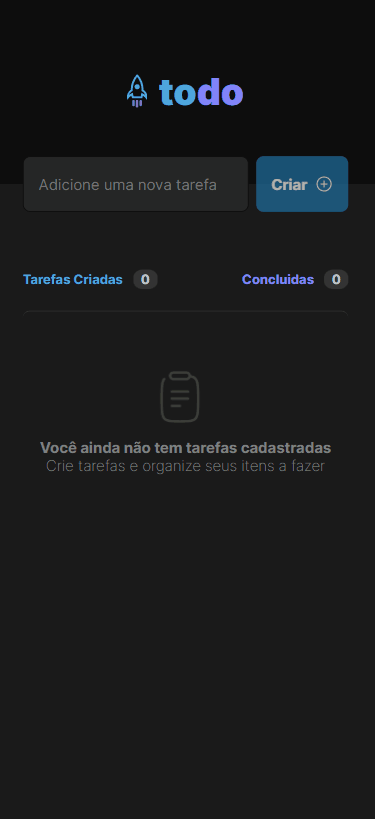 todo
Adicione uma nova tarefa
Criar
Tarefas Criadas 0
Concluidas 0
Você ainda não tem tarefas cadastradas
Crie tarefas e organize seus itens a fazer